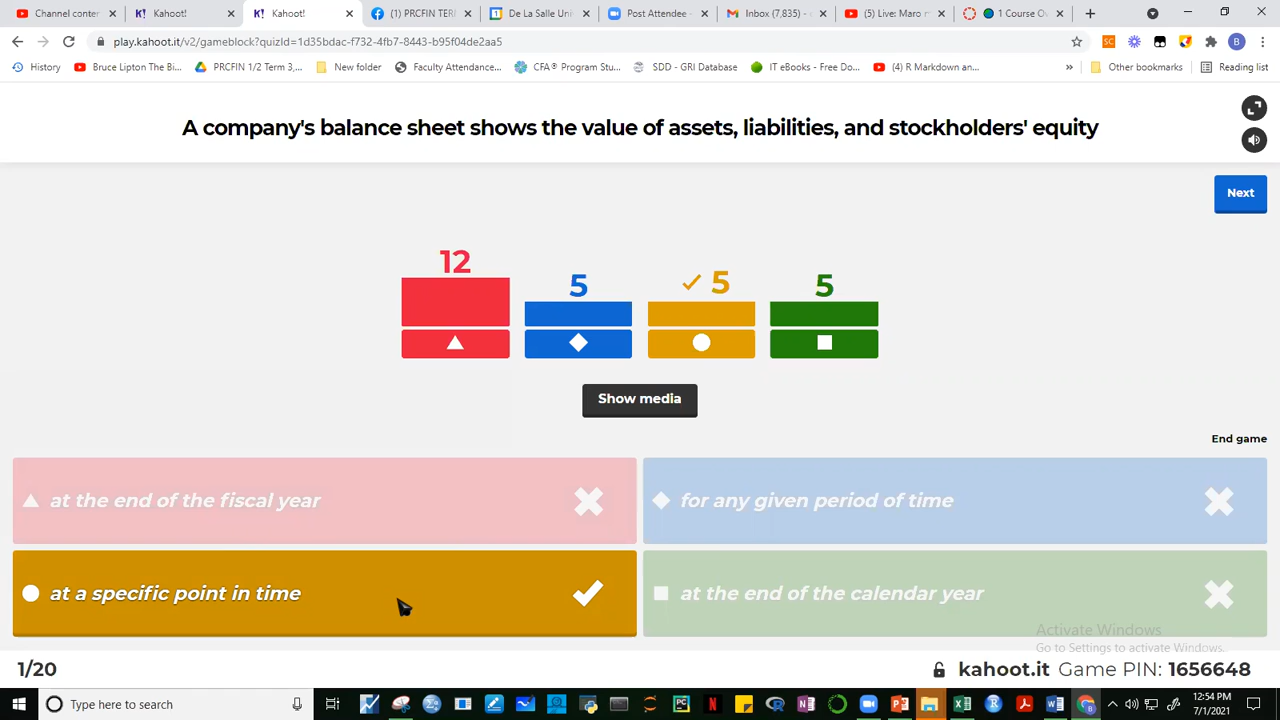 Channel conten
Kahoot!
Kahoot!
(1) PRCFIN TER
De La Salle Uni
Post Attendee -
Inbox (7,835) -
(5) Live: Maro m
1 Course Ov
play.kahoot.it/v2/gameblock?quizId=1d35bdac-f732-4fb7-8443-b95f04de2aa5
SC
B
History
Bruce Lipton The Bi...
PRCFIN 1/2 Term 3,...
New folder
Faculty Attendance...
CFA® Program Stu...
SDD - GRI Database
IT eBooks - Free Do...
(4) R Markdown an...
»
Other bookmarks
Reading list
A company's balance sheet shows the value of assets, liabilities, and stockholders' equity
Next
12
5
5
5
Show media
End game
at the end of the fiscal year
for any given period of time
at a specific point in time
at the end of the calendar year
Activate Windows
Go to Settings to activate Windows.
1/20
kahoot.it Game PIN: 1656648
Type here to search
12:54 PM
7/1/2021